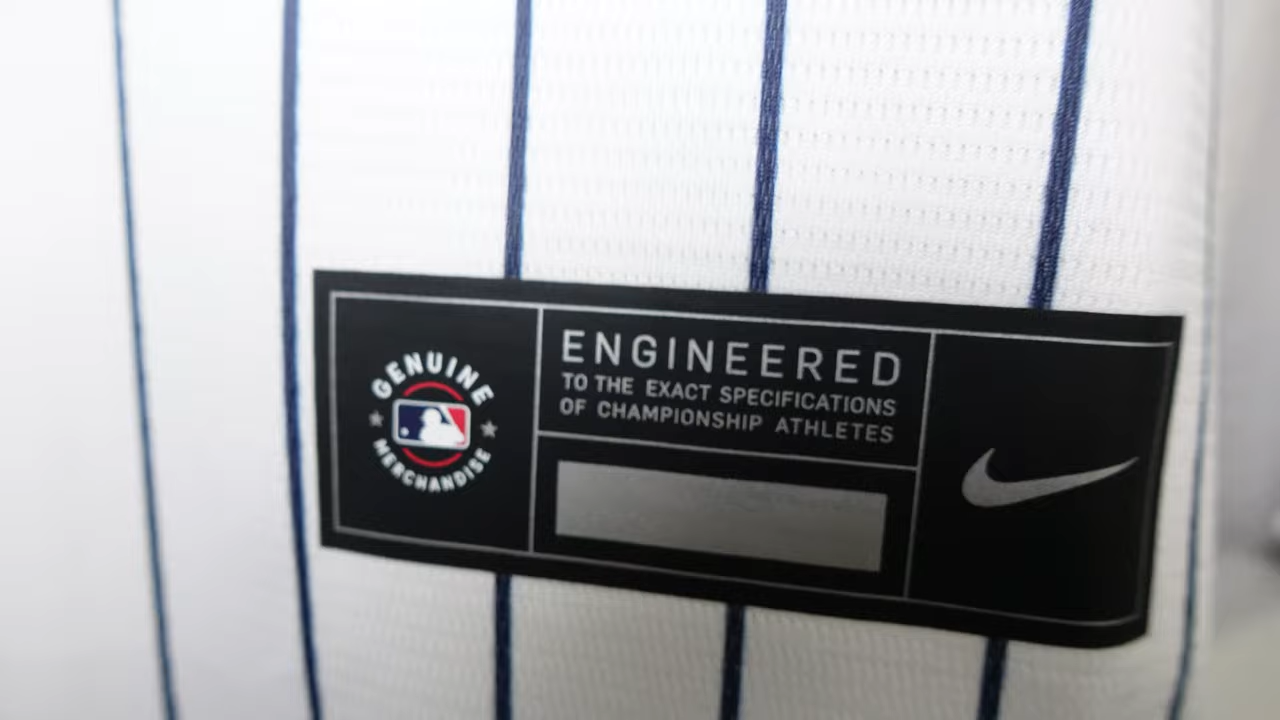 GENUINE
MERCHANDISE
ENGINEERED
TO THE EXACT SPECIFICATIONS
OF CHAMPIONSHIP ATHLETES